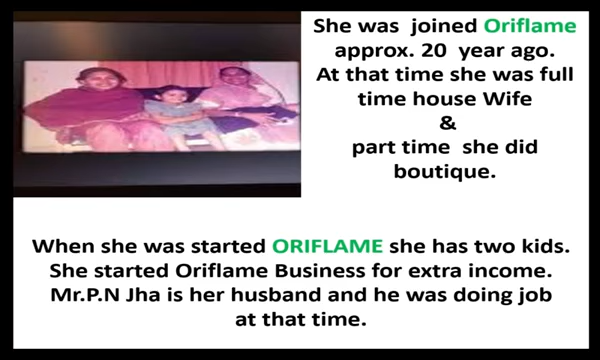 She was joined Oriflame
approx. 20 year ago.
At that time she was full
time house Wife
&
part time she did
boutique.
When she was started ORIFLAME she has two kids.
She started Oriflame Business for extra income.
Mr.P.N Jha is her husband and he was doing job
at that time.